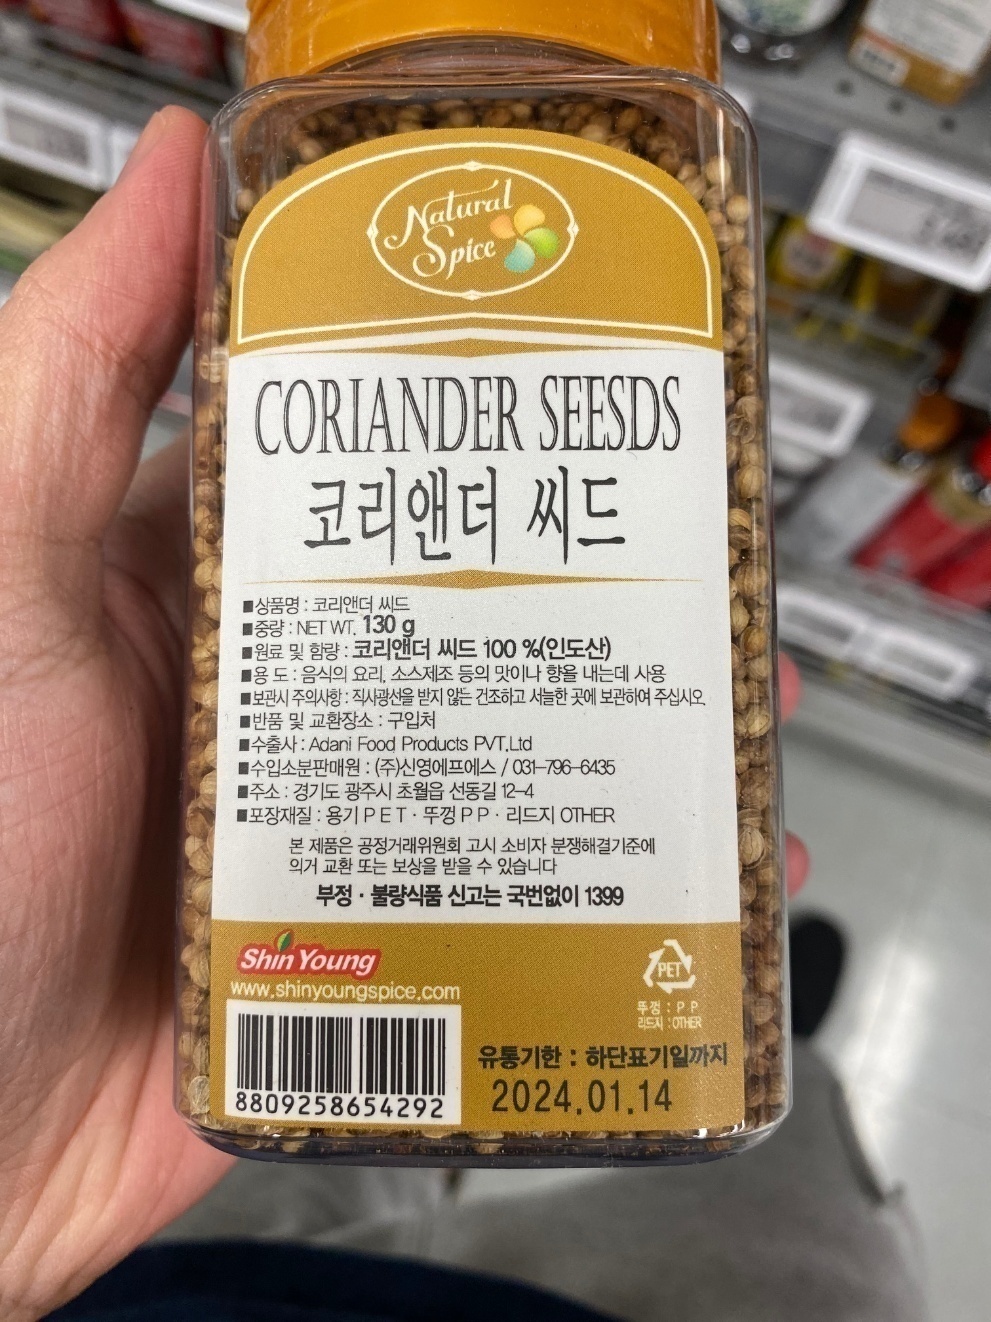 Natural
Spice
CORIANDER SEESDS
코리앤더 씨드
■상품명 : 코리앤더 씨드
■중량 : NET WT. 130 g
■원료 및 함량 : 코리앤더 씨드 100 %(인도산)
■용 도 : 음식의 요리, 소스제조 등의 맛이나 향을 내는데 사용
■보관시 주의사항 : 직사광선을 받지 않는 건조하고 서늘한 곳에 보관하여 주십시오.
■반품 및 교환장소 : 구입처
■수출사 : Adani Food Products PVT.Ltd
■수입소분판매원 : (주)신영에프에스 / 031-796-6435
■주소 : 경기도 광주시 초월읍 선동길 12-4
■포장재질 : 용기 P E T · 뚜껑 P P · 리드지 OTHER
본 제품은 공정거래위원회 고시 소비자 분쟁해결기준에
의거 교환 또는 보상을 받을 수 있습니다
부정 · 불량식품 신고는 국번없이 1399
Shin Young
www.shinyoungspice.com
8809258654292
PET
뚜껑 : P P
리드지 : OTHER
유통기한 : 하단표기일까지
2024.01.14